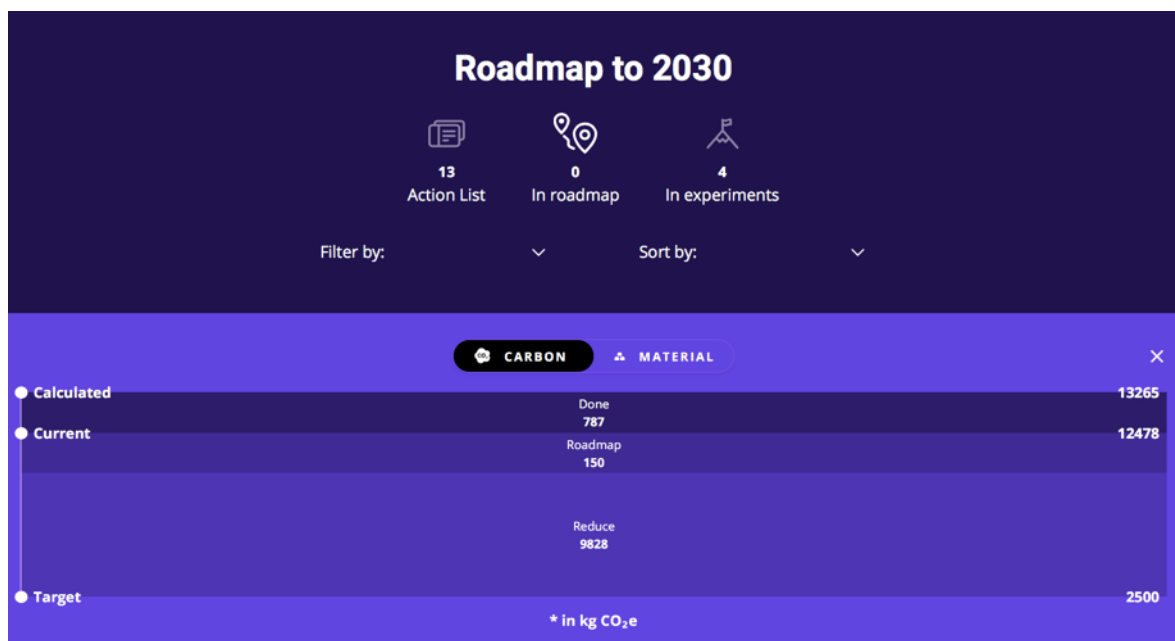 Roadmap to 2030
13 0 4
Action List In roadmap In experiments
Filter by: Sort by:
CO₂ CARBON MATERIAL
Calculated 13265
Done
787
Current 12478
Roadmap
150
Reduce
9828
Target 2500
* in kg CO₂e